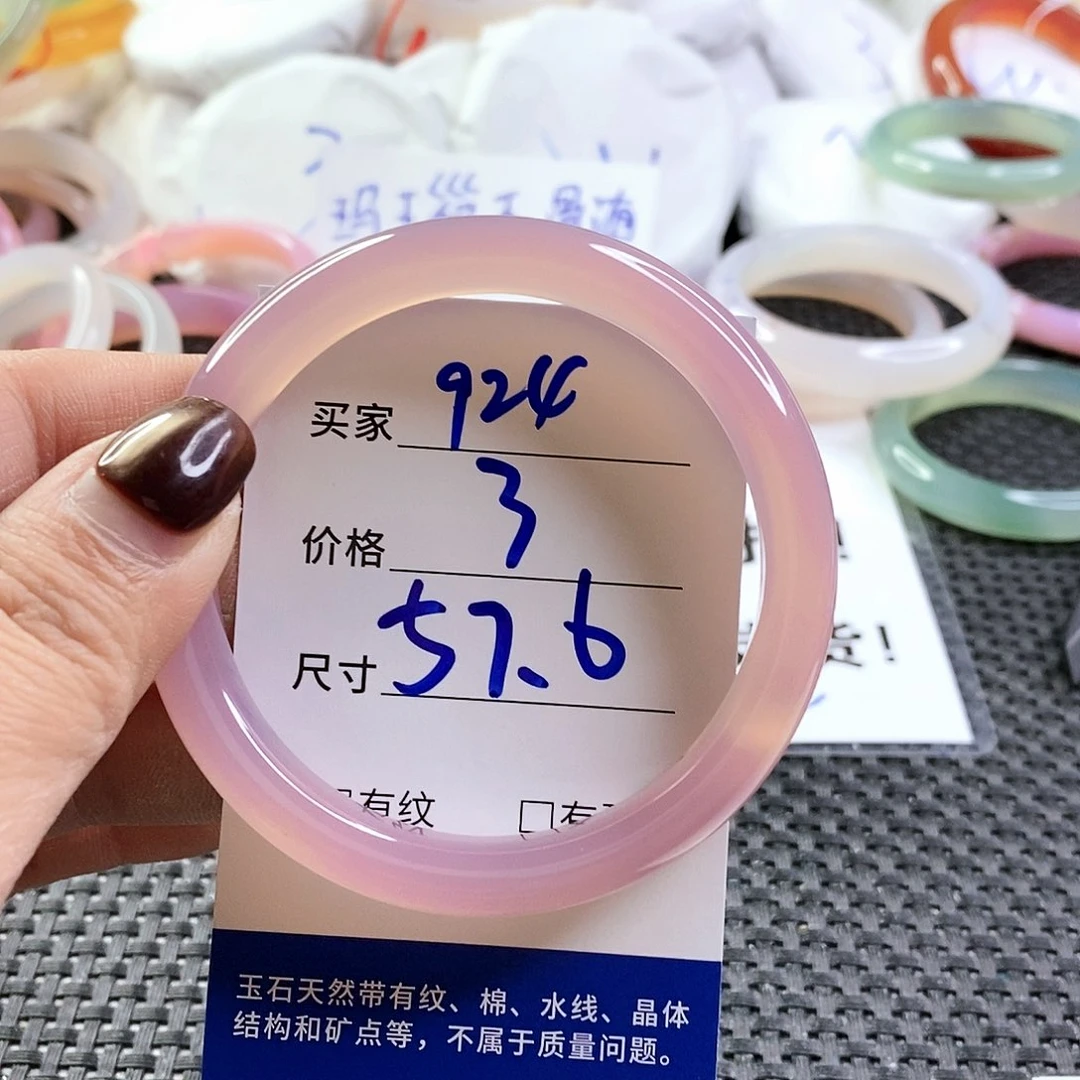 买家 924
价格 3
尺寸 57.6
有纹 □有
玉石天然带有纹、棉、水线、晶体
结构和矿点等，不属于质量问题。